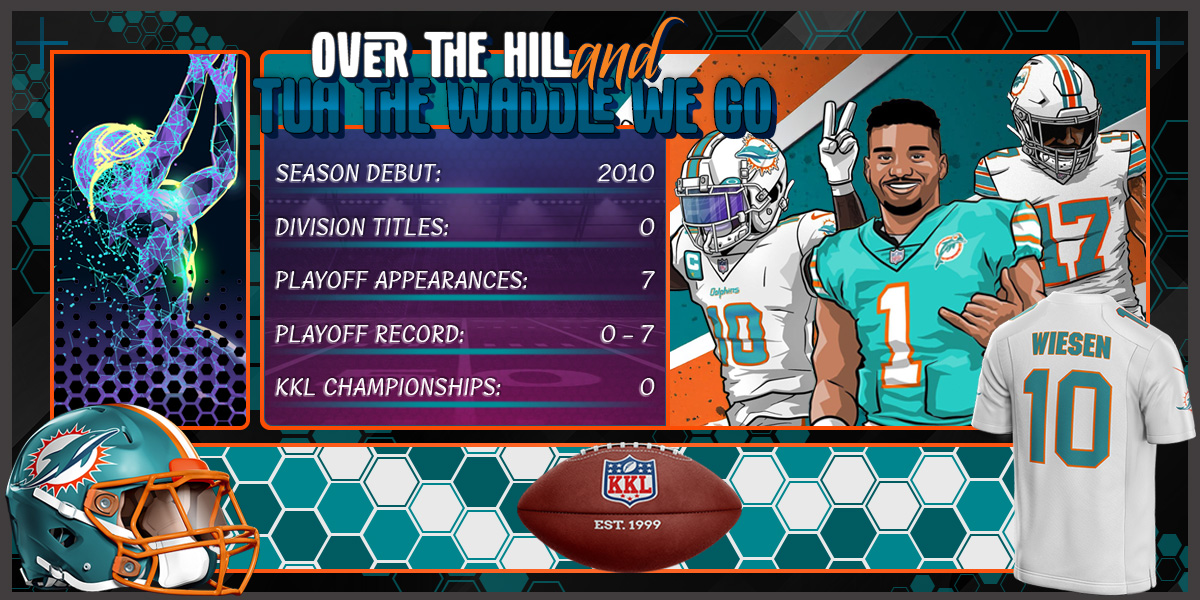 OVER THE HILL and
TUA THE WADDLE WE GO
SEASON DEBUT: 2010
DIVISION TITLES: 0
PLAYOFF APPEARANCES: 7
PLAYOFF RECORD: 0 – 7
KKL CHAMPIONSHIPS: 0
C
Dolphins
10
1
17
WIESEN
10
KKL
EST. 1999